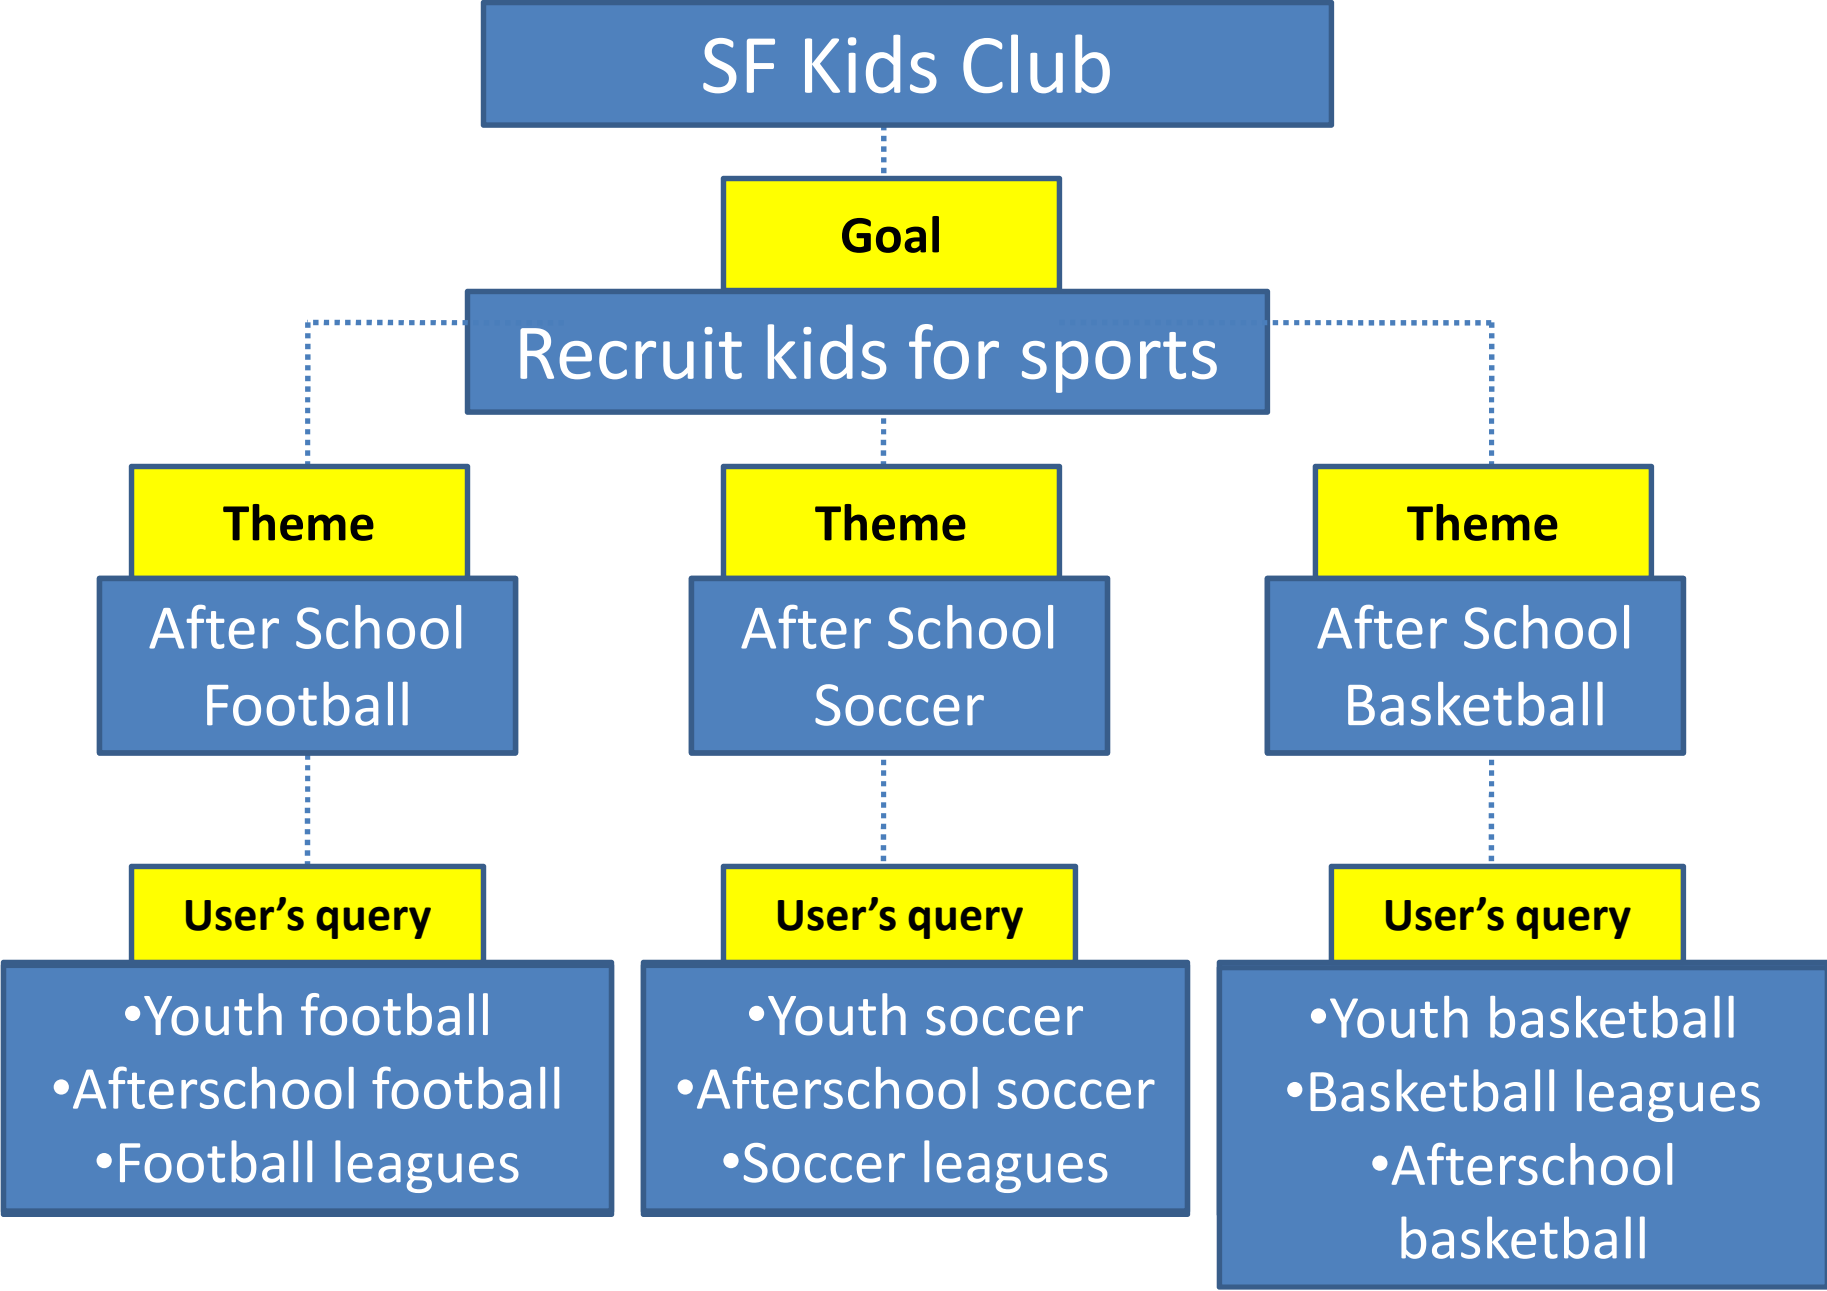 SF Kids Club
Goal
Recruit kids for sports
Theme
After School
Football
Theme
After School
Soccer
Theme
After School
Basketball
User’s query
•Youth football
•Afterschool football
•Football leagues
User’s query
•Youth soccer
•Afterschool soccer
•Soccer leagues
User’s query
•Youth basketball
•Basketball leagues
•Afterschool
basketball